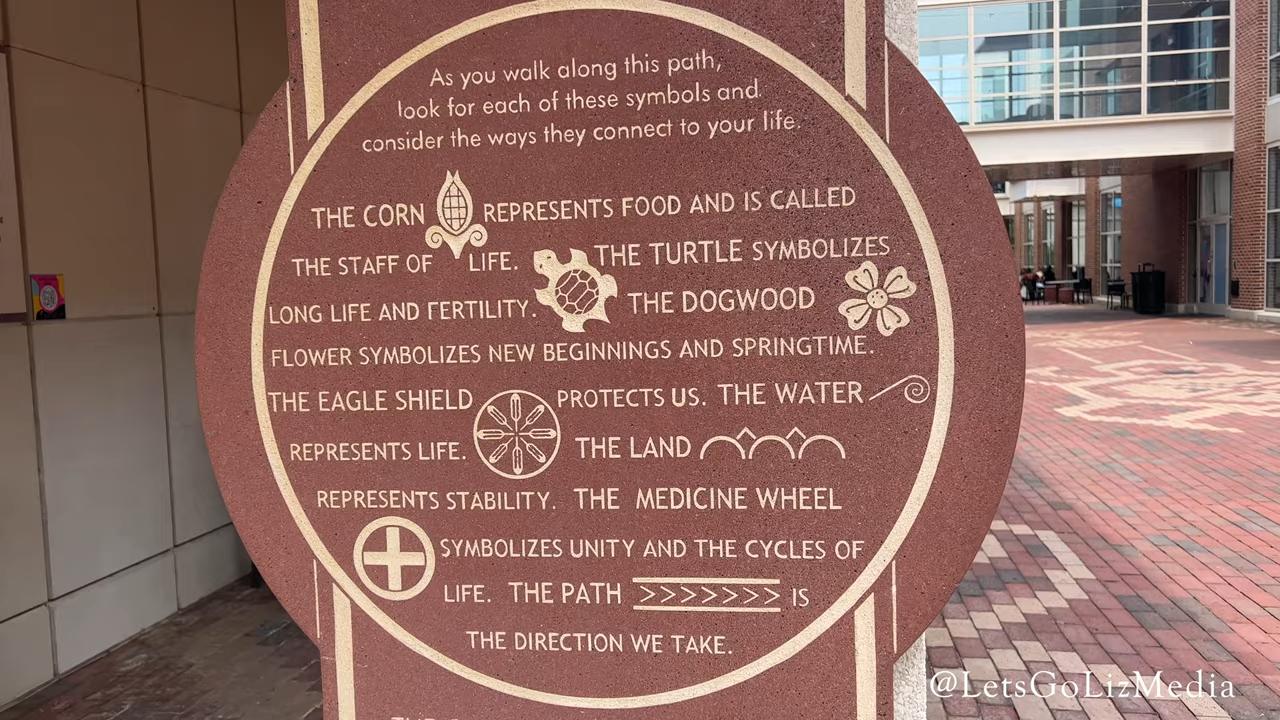 As you walk along this path,
look for each of these symbols and
consider the ways they connect to your life.
THE CORN REPRESENTS FOOD AND IS CALLED
THE STAFF OF LIFE. THE TURTLE SYMBOLIZES
LONG LIFE AND FERTILITY. THE DOGWOOD
FLOWER SYMBOLIZES NEW BEGINNINGS AND SPRINGTIME.
THE EAGLE SHIELD PROTECTS US. THE WATER
REPRESENTS LIFE. THE LAND
REPRESENTS STABILITY. THE MEDICINE WHEEL
SYMBOLIZES UNITY AND THE CYCLES OF
LIFE. THE PATH IS
THE DIRECTION WE TAKE.
@LetsGoLizMedia